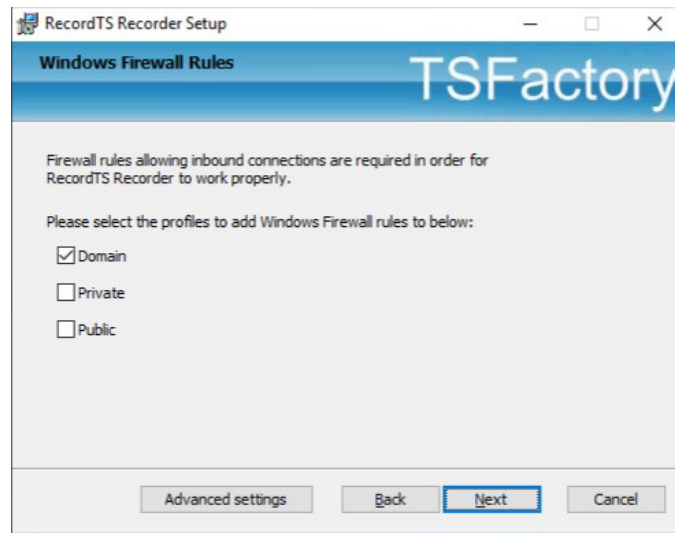 RecordTS Recorder Setup
Windows Firewall Rules
TSFactory
Firewall rules allowing inbound connections are required in order for
RecordTS Recorder to work properly.
Please select the profiles to add Windows Firewall rules to below:
Domain
Private
Public
Advanced settings
Back
Next
Cancel